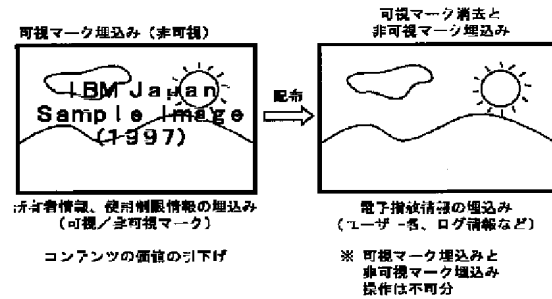 可視マーク埋込み（非可視）
IBM Japan
Sample Image
(1997)
所有者情報、使用制限情報の埋込み
（可視／非可視マーク）
コンテンツの価値の引下げ
配布
可視マーク消去と
非可視マーク埋込み
電子指紋情報の埋込み
（ユーザー名、ログ情報など）
※ 可視マーク埋込みと
非可視マーク埋込み
操作は不可分